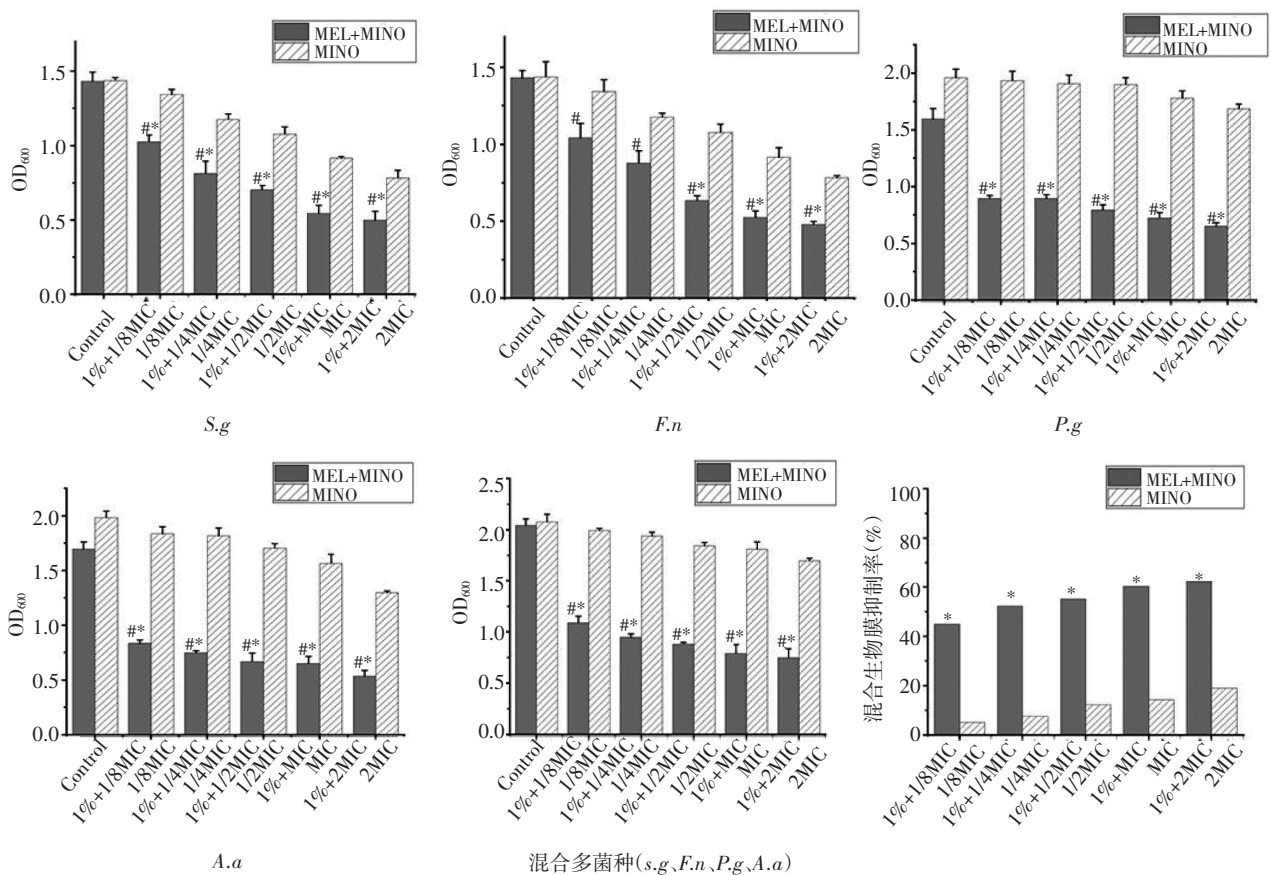 MEL+MINO
MINO
OD600
1.5
1.0
0.5
0.0
#*
#*
#*
#*
#*
Control
1%+1/8MIC
1/8MIC
1%+1/4MIC
1/4MIC
1%+1/2MIC
1/2MIC
1%+MIC
MIC
1%+2MIC
2MIC
S.g
MEL+MINO
MINO
OD600
1.5
1.0
0.5
0.0
#
#
#*
#*
#*
Control
1%+1/8MIC
1/8MIC
1%+1/4MIC
1/4MIC
1%+1/2MIC
1/2MIC
1%+MIC
MIC
1%+2MIC
2MIC
F.n
MEL+MINO
MINO
OD600
2.0
1.5
1.0
0.5
0.0
#*
#*
#*
#*
#*
Control
1%+1/8MIC
1/8MIC
1%+1/4MIC
1/4MIC
1%+1/2MIC
1/2MIC
1%+MIC
MIC
1%+2MIC
2MIC
P.g
MEL+MINO
MINO
OD600
2.0
1.5
1.0
0.5
0.0
#*
#*
#*
#*
#*
Control
1%+1/8MIC
1/8MIC
1%+1/4MIC
1/4MIC
1%+1/2MIC
1/2MIC
1%+MIC
MIC
1%+2MIC
2MIC
A.a
MEL+MINO
MINO
OD600
2.5
2.0
1.5
1.0
0.5
0.0
#*
#*
#*
#*
#*
Control
1%+1/8MIC
1/8MIC
1%+1/4MIC
1/4MIC
1%+1/2MIC
1/2MIC
1%+MIC
MIC
1%+2MIC
2MIC
混合多菌种(s.g、F.n、P.g、A.a)
MEL+MINO
MINO
混合生物膜抑制率(%)
100
80
60
40
20
0
*
*
*
*
*
1%+1/8MIC
1/8MIC
1%+1/4MIC
1/4MIC
1%+1/2MIC
1/2MIC
1%+MIC
MIC
1%+2MIC
2MIC